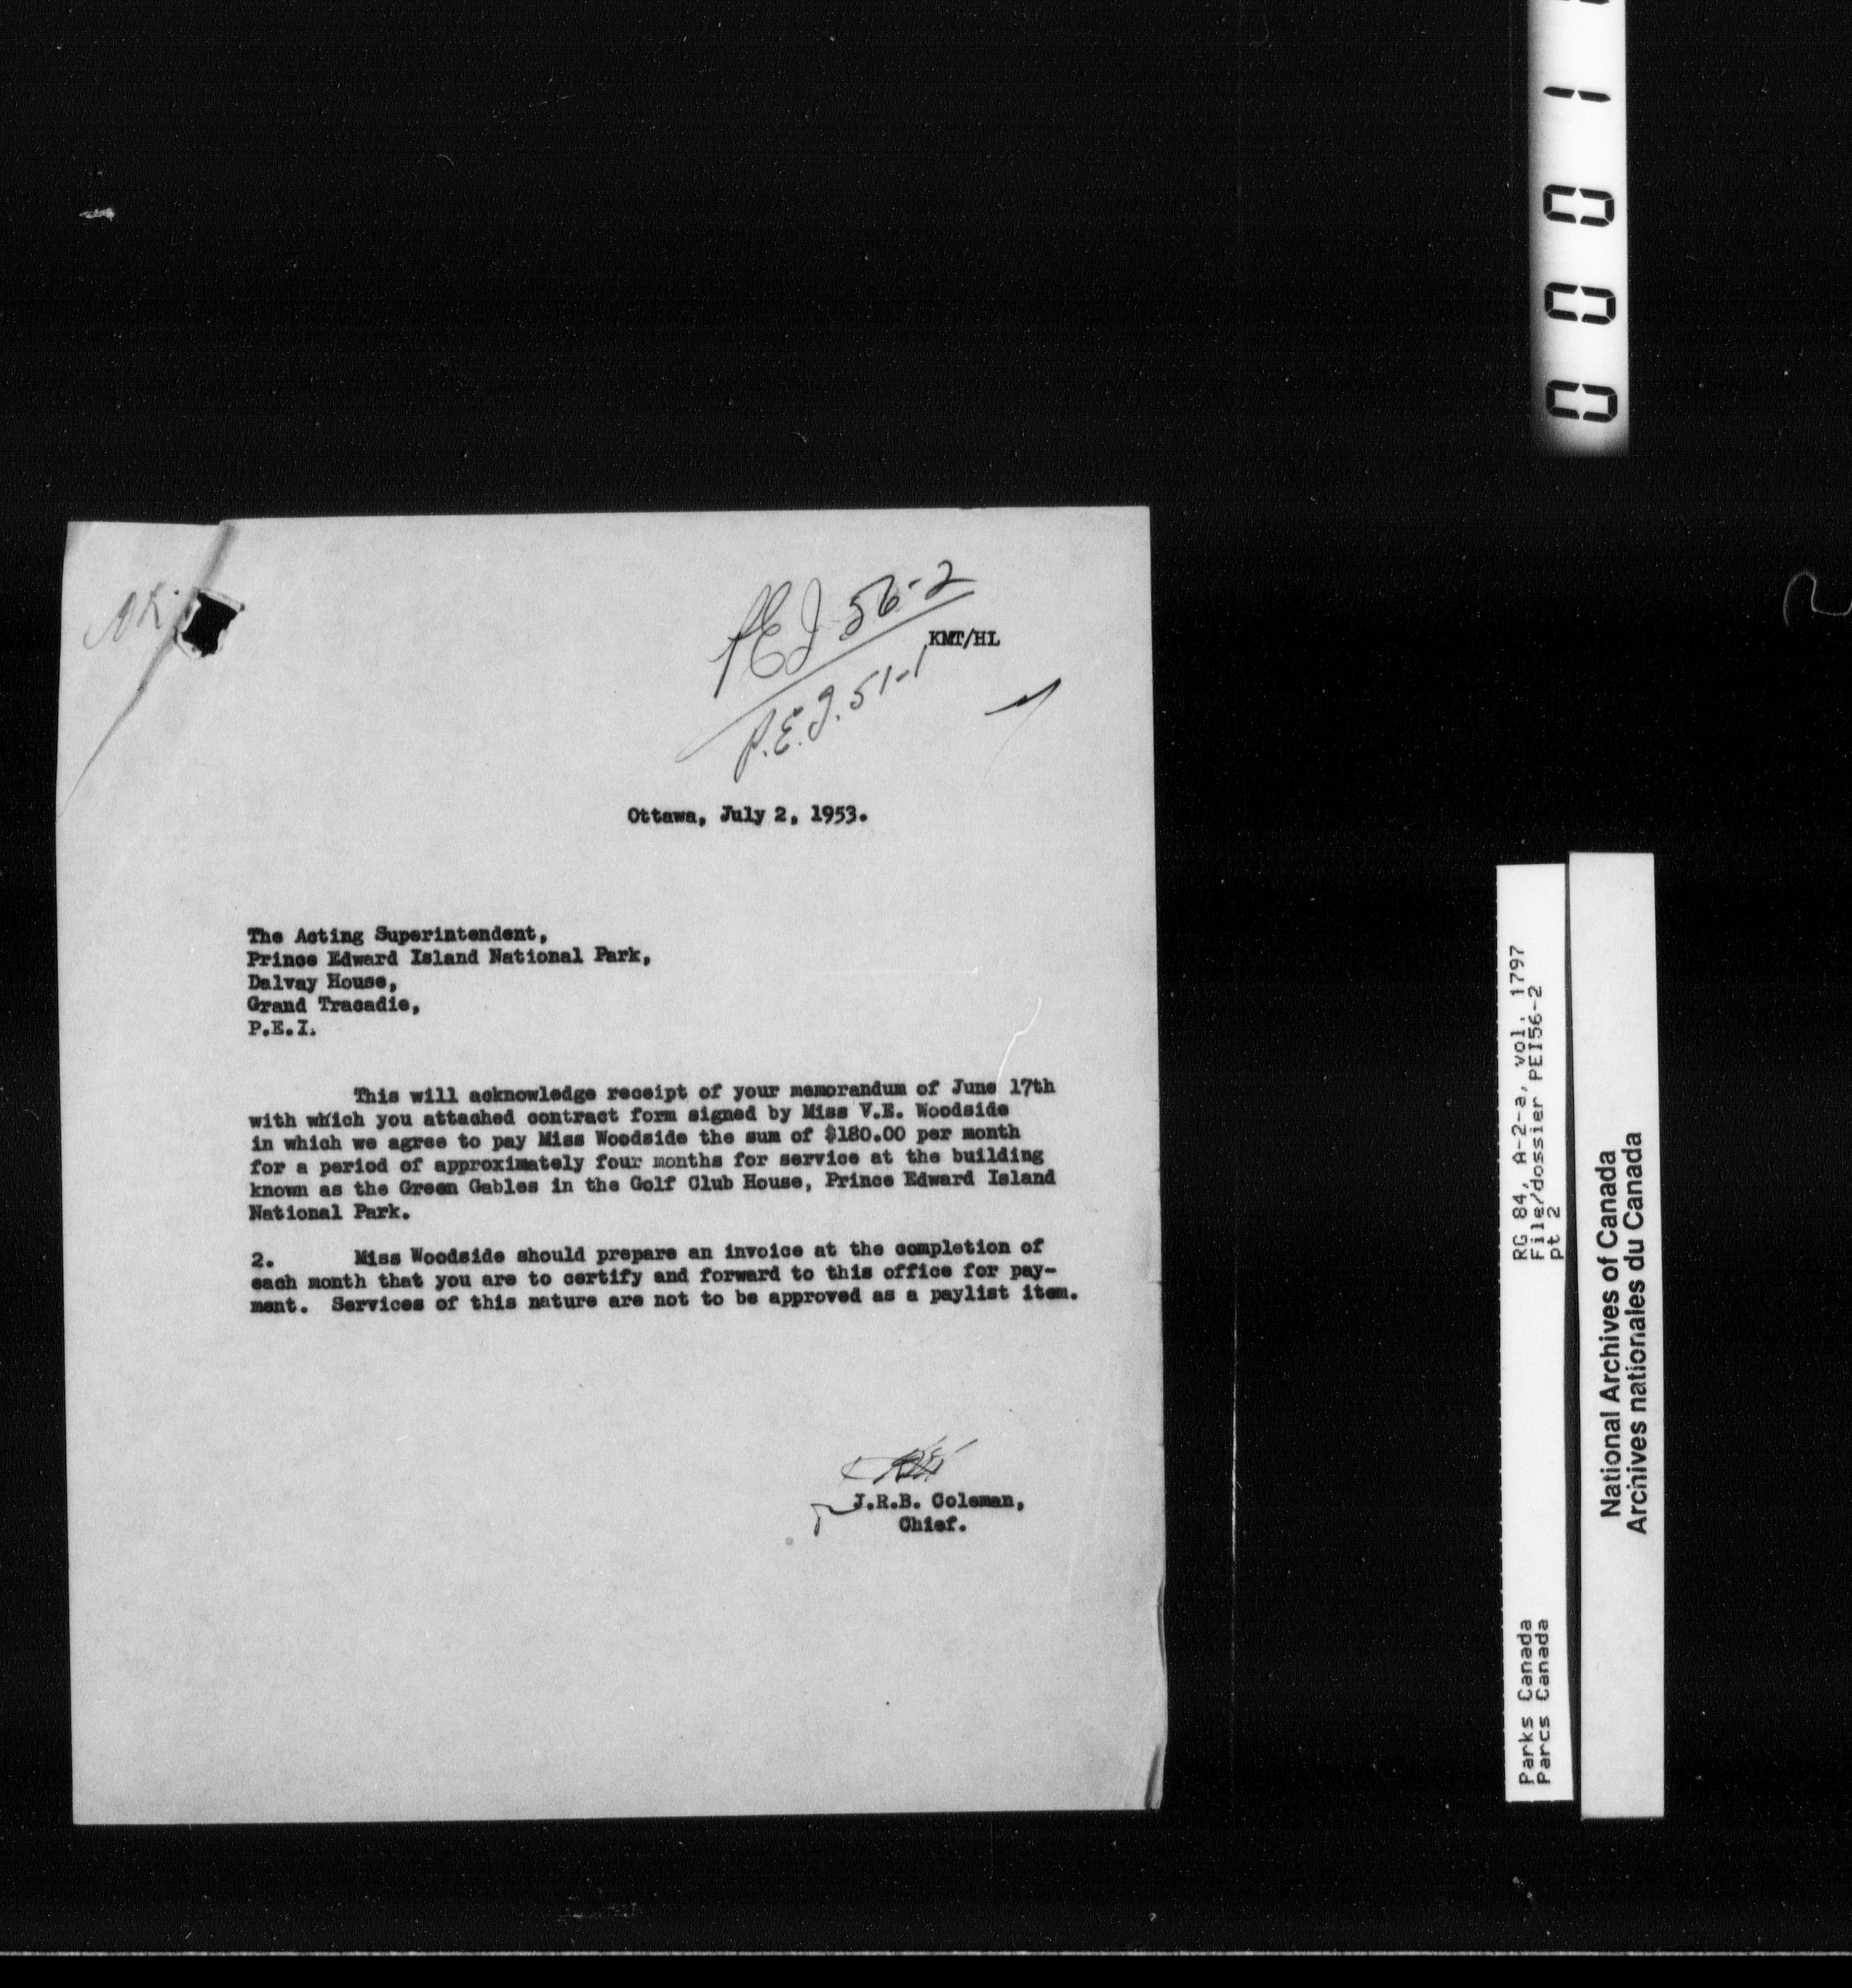 PEI 56-2
KMT/HL
P.E.I. 51-1
Ottawa, July 2, 1953.
The Acting Superintendent,
Prince Edward Island National Park,
Dalvay House,
Grand Tracadie,
P.E.I.
This will acknowledge receipt of your memorandum of June 17th
with which you attached contract form signed by Miss V.E. Woodside
in which we agree to pay Miss Woodside the sum of $180.00 per month
for a period of approximately four months for service at the building
known as the Green Gables in the Golf Club House, Prince Edward Island
National Park.
2. Miss Woodside should prepare an invoice at the completion of
each month that you are to certify and forward to this office for pay-
ment. Services of this nature are not to be approved as a paylist item.
J.R.B. Coleman,
Chief.
RG 84, A-2-a, vol. 1797
File/dossier PEI56-2
pt 2
Parks Canada
Parcs Canada
National Archives of Canada
Archives nationales du Canada
0001